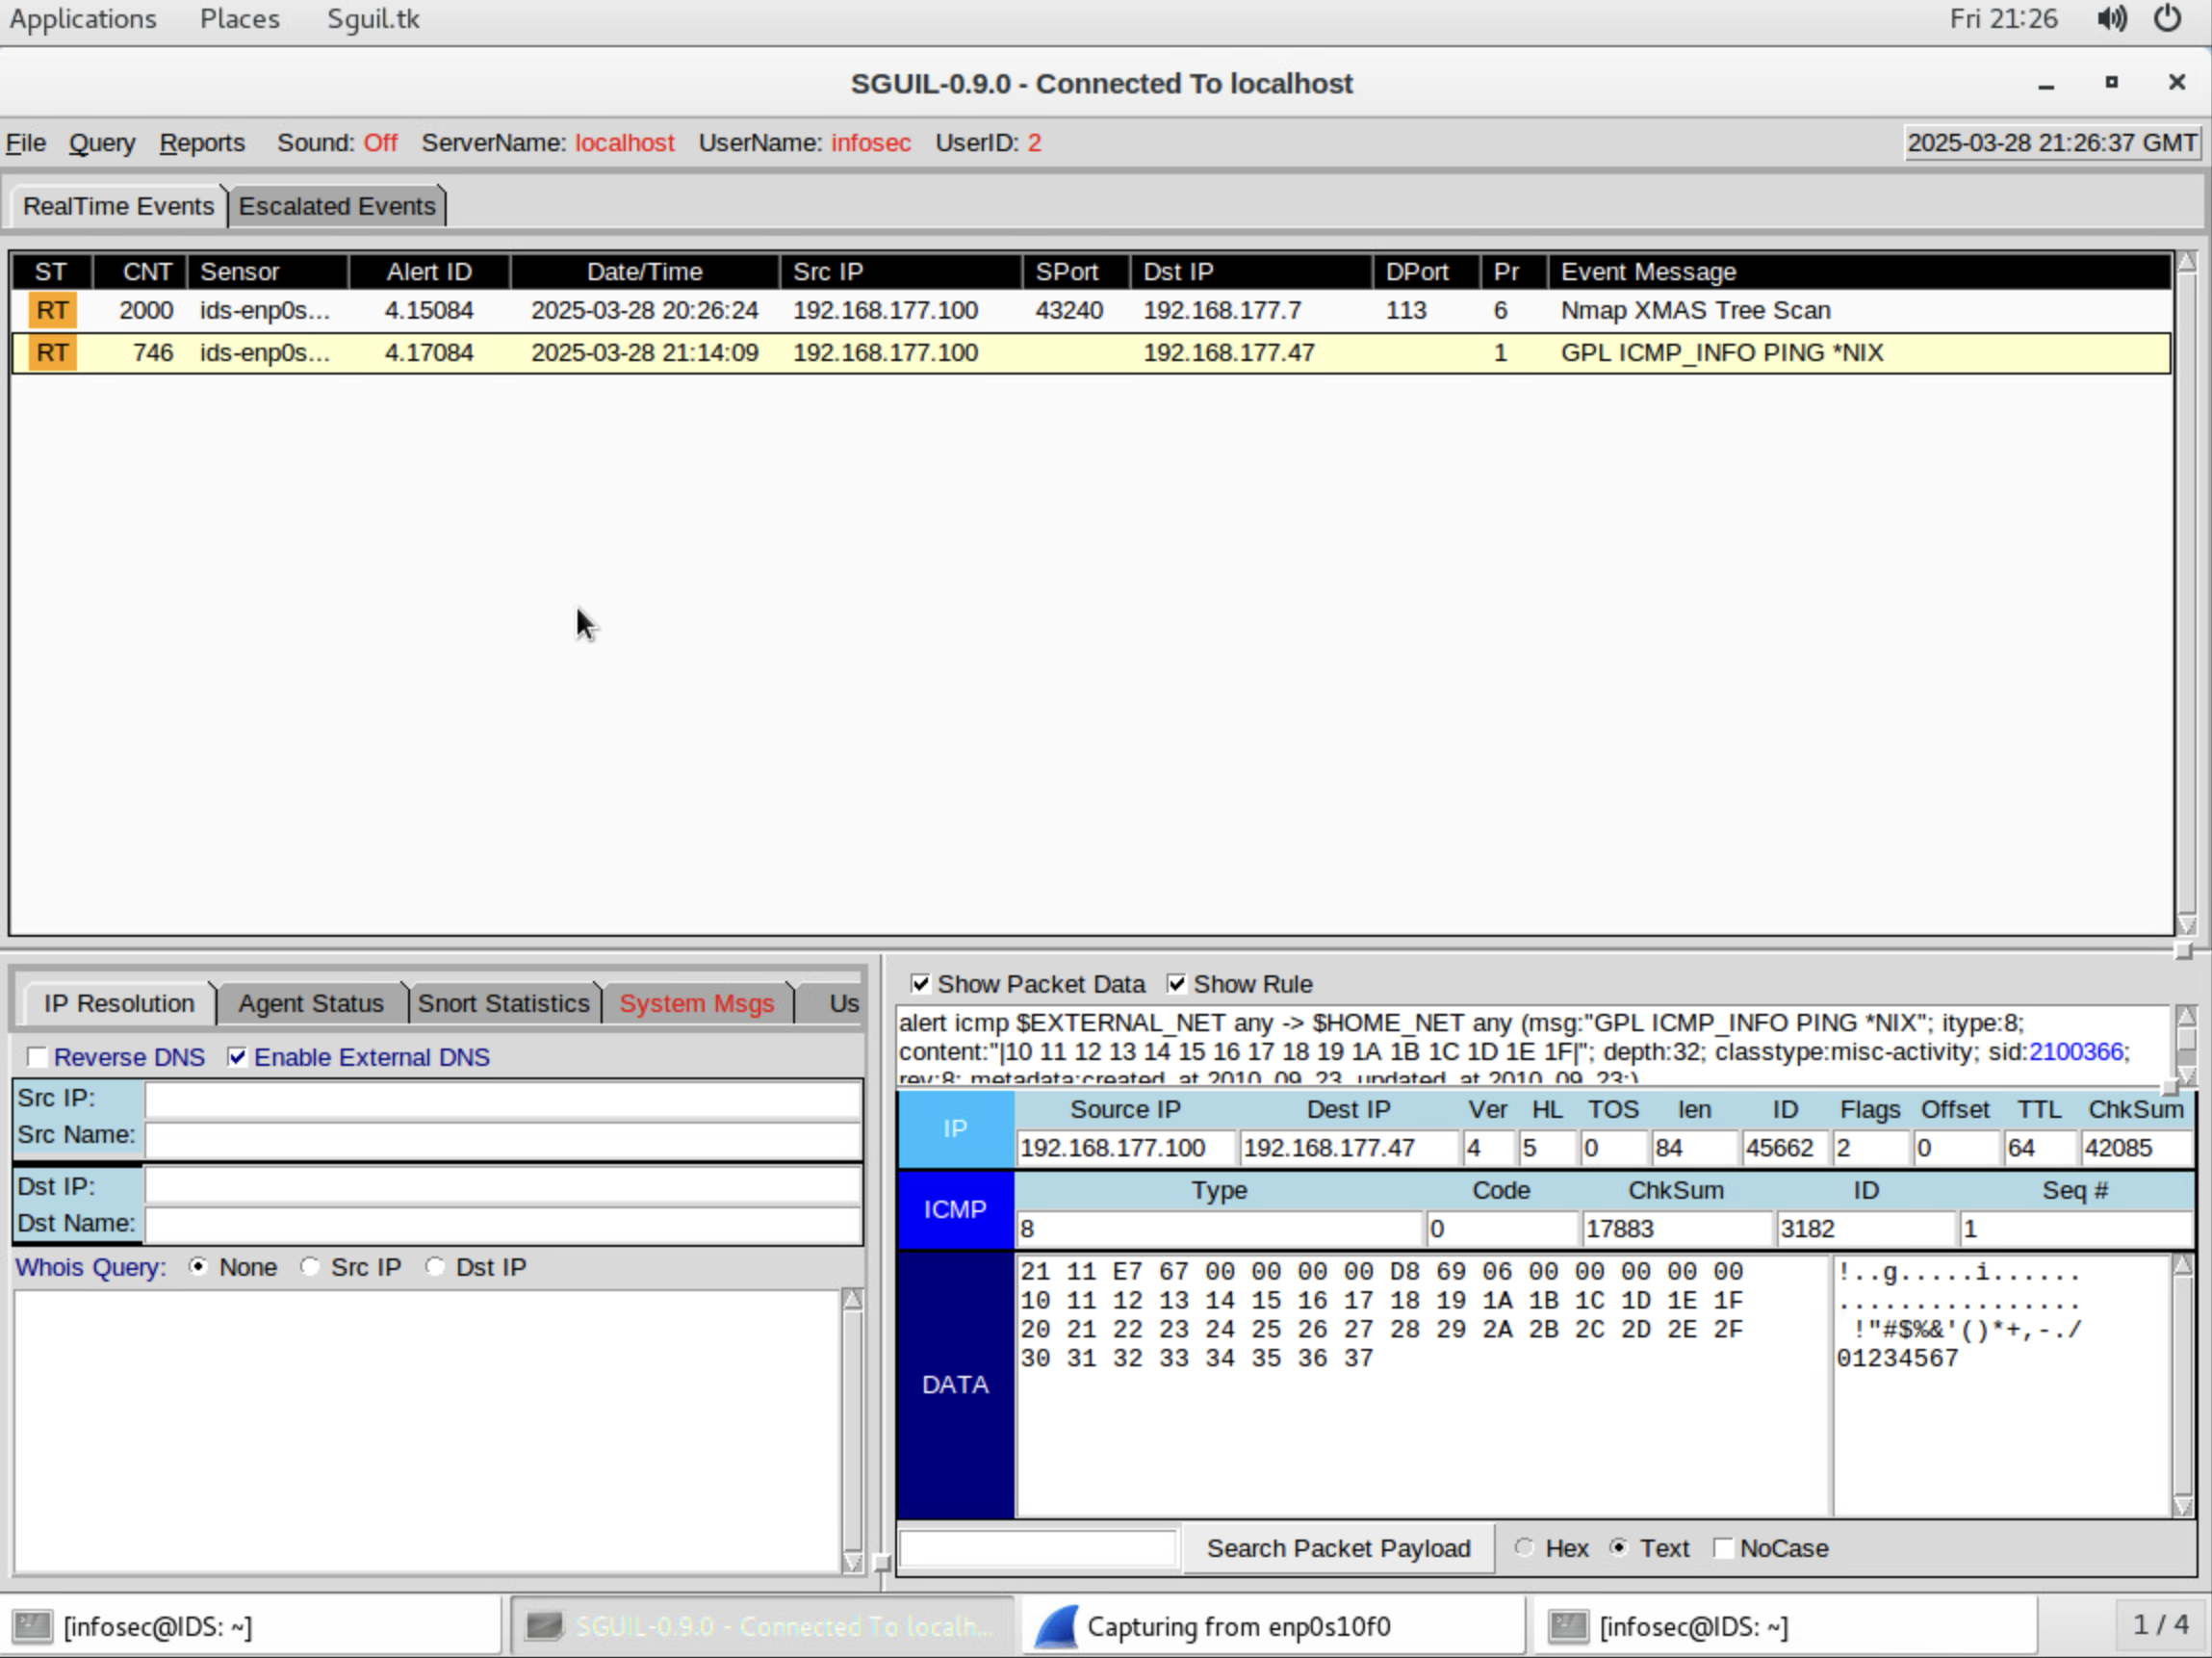 Applications Places Sguil.tk Fri 21:26
SGUIL-0.9.0 - Connected To localhost
File Query Reports Sound: Off ServerName: localhost UserName: infosec UserID: 2 2025-03-28 21:26:37 GMT
RealTime Events Escalated Events
ST CNT Sensor Alert ID Date/Time Src IP SPort Dst IP DPort Pr Event Message
RT 2000 ids-enp0s... 4.15084 2025-03-28 20:26:24 192.168.177.100 43240 192.168.177.7 113 6 Nmap XMAS Tree Scan
RT 746 ids-enp0s... 4.17084 2025-03-28 21:14:09 192.168.177.100 192.168.177.47 1 GPL ICMP_INFO PING *NIX
IP Resolution Agent Status Snort Statistics System Msgs Us
Reverse DNS Enable External DNS
Src IP:
Src Name:
Dst IP:
Dst Name:
Whois Query: None Src IP Dst IP
Show Packet Data Show Rule
alert icmp $EXTERNAL_NET any -> $HOME_NET any (msg:"GPL ICMP_INFO PING *NIX"; itype:8;
content:"|10 11 12 13 14 15 16 17 18 19 1A 1B 1C 1D 1E 1F|"; depth:32; classtype:misc-activity; sid:2100366;
rev:8; metadata:created_at 2010_09_23, updated_at 2010_09_23;)
IP Source IP Dest IP Ver HL TOS len ID Flags Offset TTL ChkSum
192.168.177.100 192.168.177.47 4 5 0 84 45662 2 0 64 42085
ICMP Type Code ChkSum ID Seq #
8 0 17883 3182 1
DATA
21 11 E7 67 00 00 00 00 D8 69 06 00 00 00 00 00 !..g.....i......
10 11 12 13 14 15 16 17 18 19 1A 1B 1C 1D 1E 1F ................
20 21 22 23 24 25 26 27 28 29 2A 2B 2C 2D 2E 2F  !"#$%&'()*+,-./
30 31 32 33 34 35 36 37 01234567
Search Packet Payload Hex Text NoCase
[infosec@IDS: ~] SGUIL-0.9.0 - Connected To localh... Capturing from enp0s10f0 [infosec@IDS: ~] 1 / 4